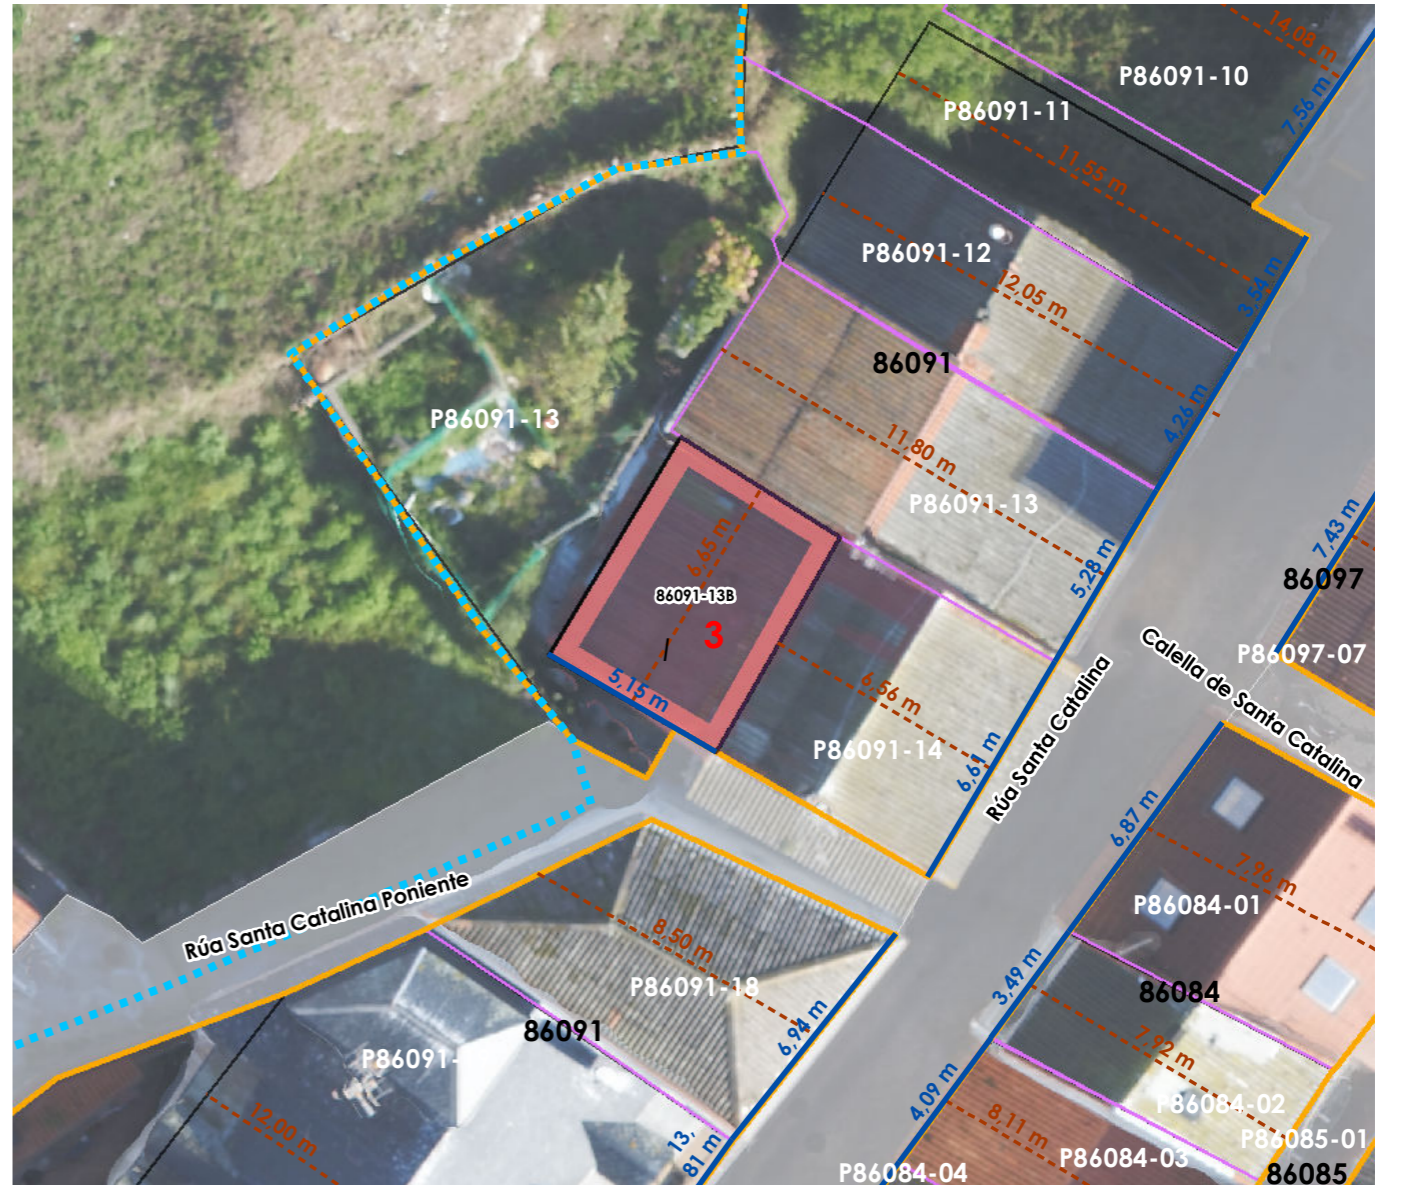 14,08 m
P86091-10
7,56 m
P86091-11
11,55 m
P86091-12
12,05 m
3,54 m
86091
4,26 m
P86091-13
11,80 m
P86091-13
7,43 m
5,28 m
86097
6,65 m
86091-13B
3
I
5,15 m
P86097-07
Calella de Santa Catalina
Rúa Santa Catalina
6,56 m
P86091-14
6,61 m
6,87 m
7,96 m
P86084-01
Rúa Santa Catalina Poniente
8,50 m
P86091-18
3,49 m
86084
6,94 m
86091
P86091-
7,92 m
4,09 m
P86084-02
8,11 m
12,00 m
13,
81 m
P86085-01
P86084-03
P86084-04
86085